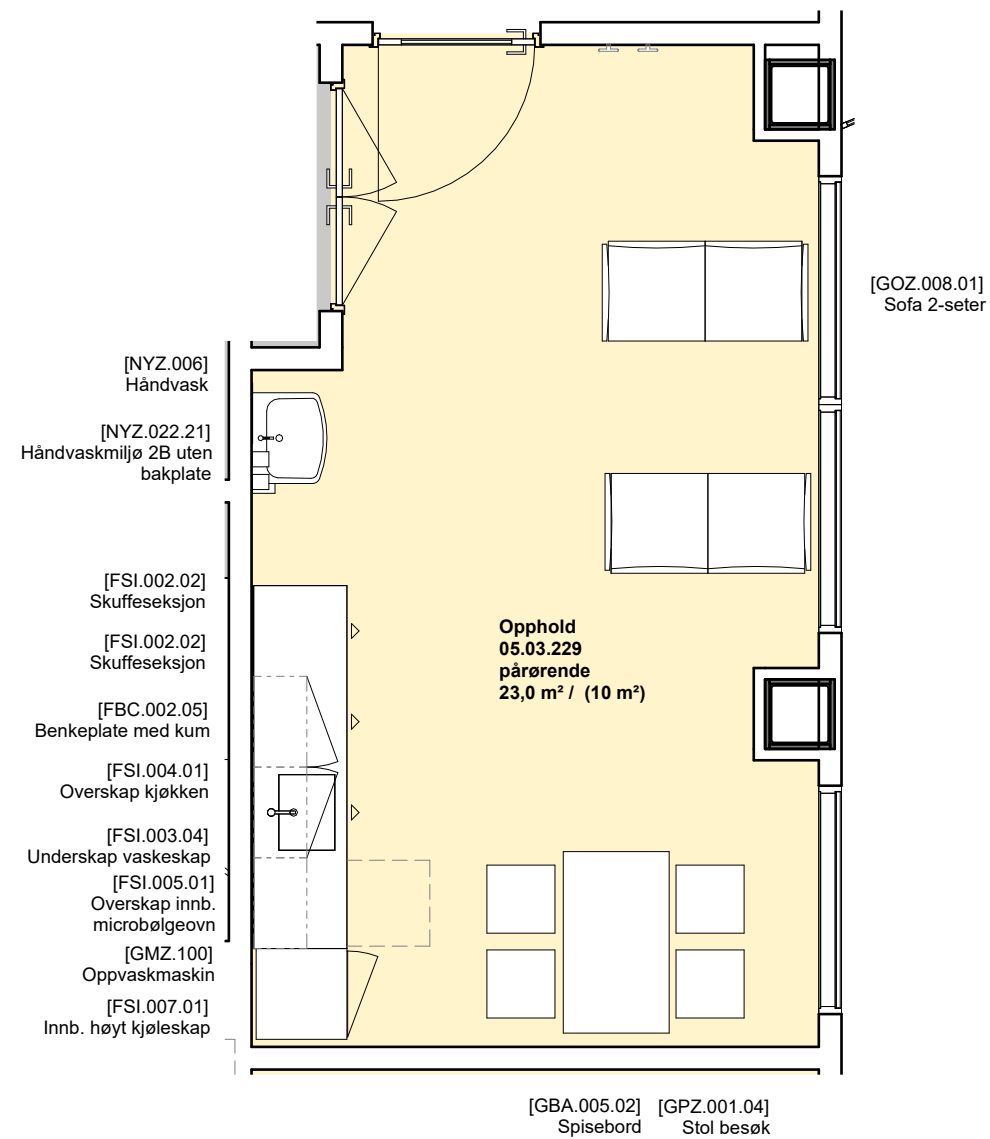 [GOZ.008.01]
Sofa 2-seter
[NYZ.006]
Håndvask
[NYZ.022.21]
Håndvaskmiljø 2B uten
bakplate
[FSI.002.02]
Skuffeseksjon
[FSI.002.02]
Skuffeseksjon
[FBC.002.05]
Benkeplate med kum
[FSI.004.01]
Overskap kjøkken
[FSI.003.04]
Underskap vaskeskap
[FSI.005.01]
Overskap innb.
microbølgeovn
[GMZ.100]
Oppvaskmaskin
[FSI.007.01]
Innb. høyt kjøleskap
Opphold
05.03.229
pårørende
23,0 m² / (10 m²)
[GBA.005.02]
Spisebord
[GPZ.001.04]
Stol besøk